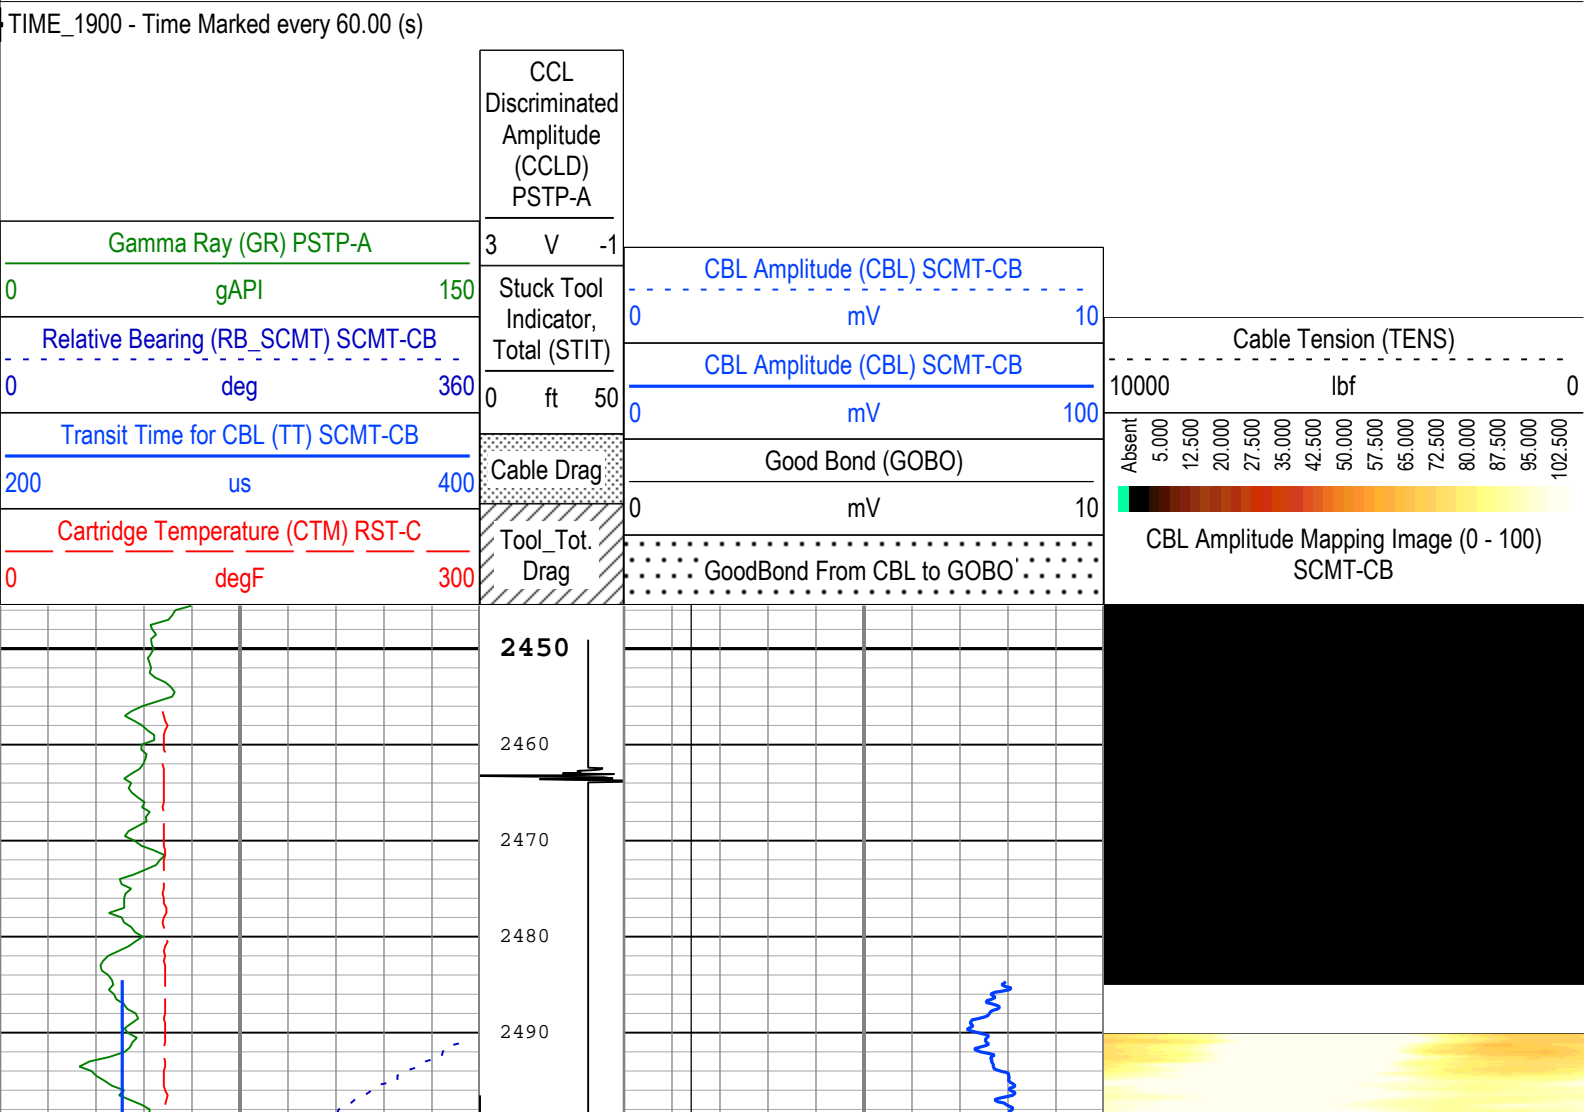 TIME_1900 - Time Marked every 60.00 (s)
CCL
Discriminated
Amplitude
(CCLD)
PSTP-A
3 V -1
Stuck Tool
Indicator,
Total (STIT)
0 ft 50
Cable Drag
Tool_Tot.
Drag
Gamma Ray (GR) PSTP-A
0 gAPI 150
Relative Bearing (RB_SCMT) SCMT-CB
0 deg 360
Transit Time for CBL (TT) SCMT-CB
200 us 400
Cartridge Temperature (CTM) RST-C
0 degF 300
CBL Amplitude (CBL) SCMT-CB
0 mV 10
CBL Amplitude (CBL) SCMT-CB
0 mV 100
Good Bond (GOBO)
0 mV 10
GoodBond From CBL to GOBO
Cable Tension (TENS)
10000 lbf 0
Absent 5.000 12.500 20.000 27.500 35.000 42.500 50.000 57.500 65.000 72.500 80.000 87.500 95.000 102.500
CBL Amplitude Mapping Image (0 - 100)
SCMT-CB
2450
2460
2470
2480
2490